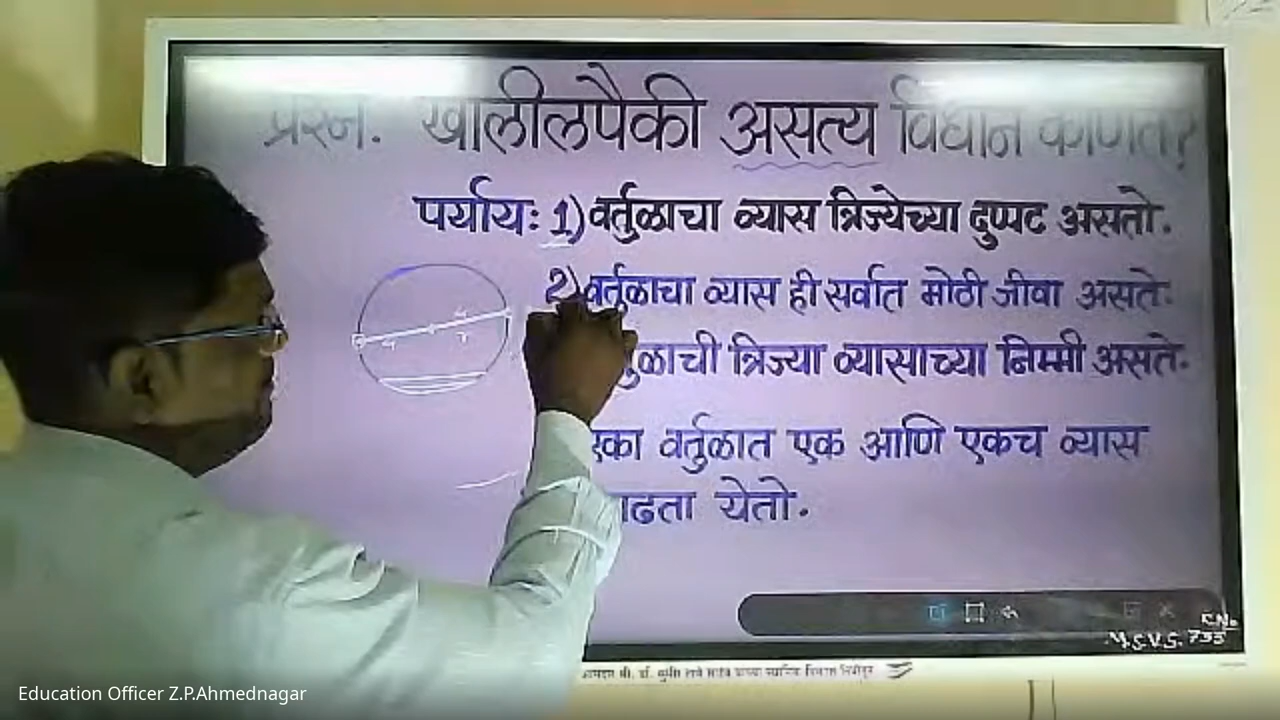 प्रश्न. खालीलपैकी असत्य विधान कोणते?
पर्यायः 1) वर्तुळाचा व्यास त्रिज्येच्या दुप्पट असतो.
2) वर्तुळाचा व्यास ही सर्वात मोठी जीवा असते.
ुळाची त्रिज्या व्यासाच्या निम्मी असते.
एका वर्तुळात एक आणि एकच व्यास
ाढता येतो.
M.S.V.S. 735
Education Officer Z.P.Ahmednagar